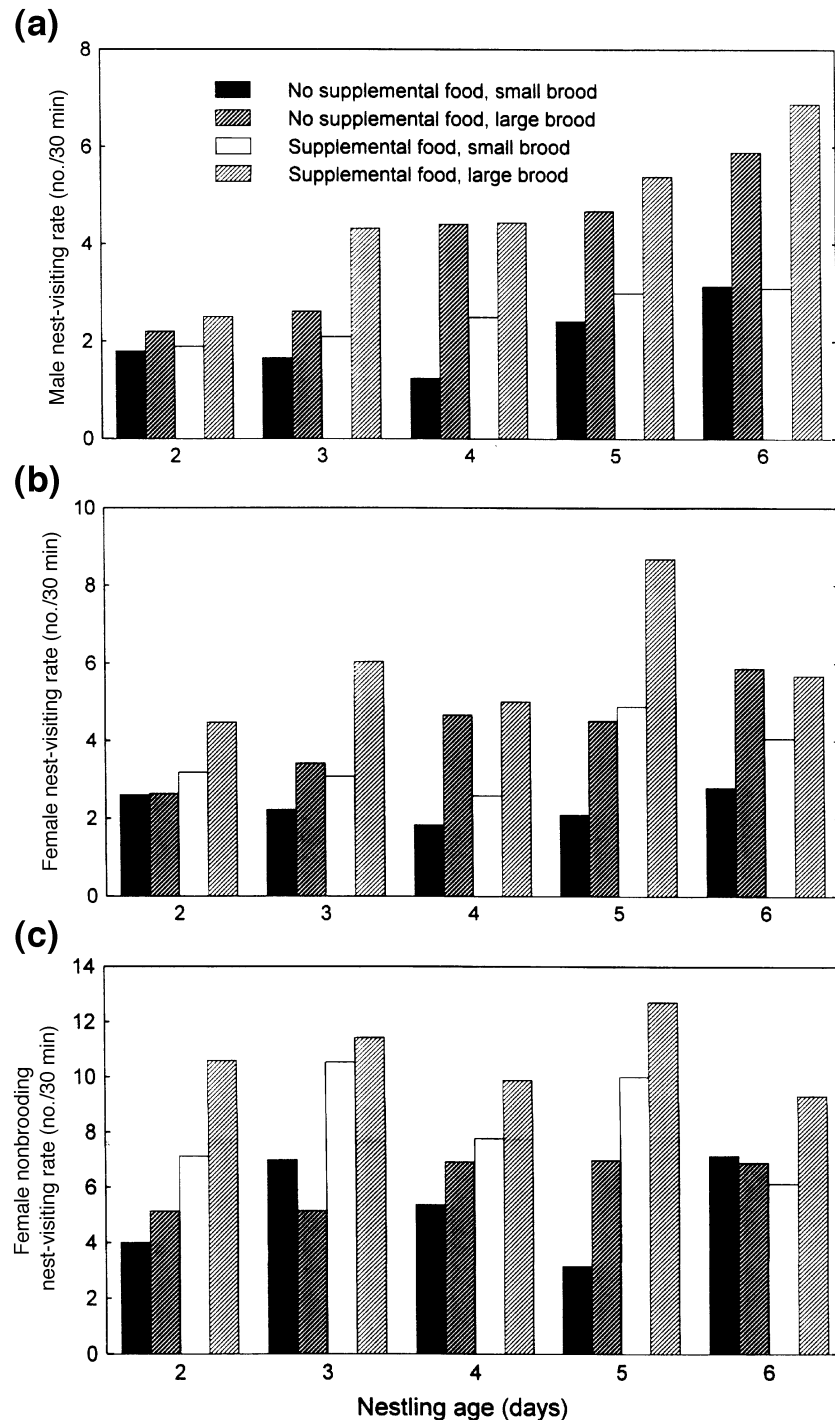 (a)
Male nest-visiting rate (no./30 min)
8
6
4
2
0
No supplemental food, small brood
No supplemental food, large brood
Supplemental food, small brood
Supplemental food, large brood
2 3 4 5 6
(b)
Female nest-visiting rate (no./30 min)
10
8
6
4
2
0
2 3 4 5 6
(c)
Female nonbrooding
nest-visiting rate (no./30 min)
14
12
10
8
6
4
2
0
2 3 4 5 6
Nestling age (days)